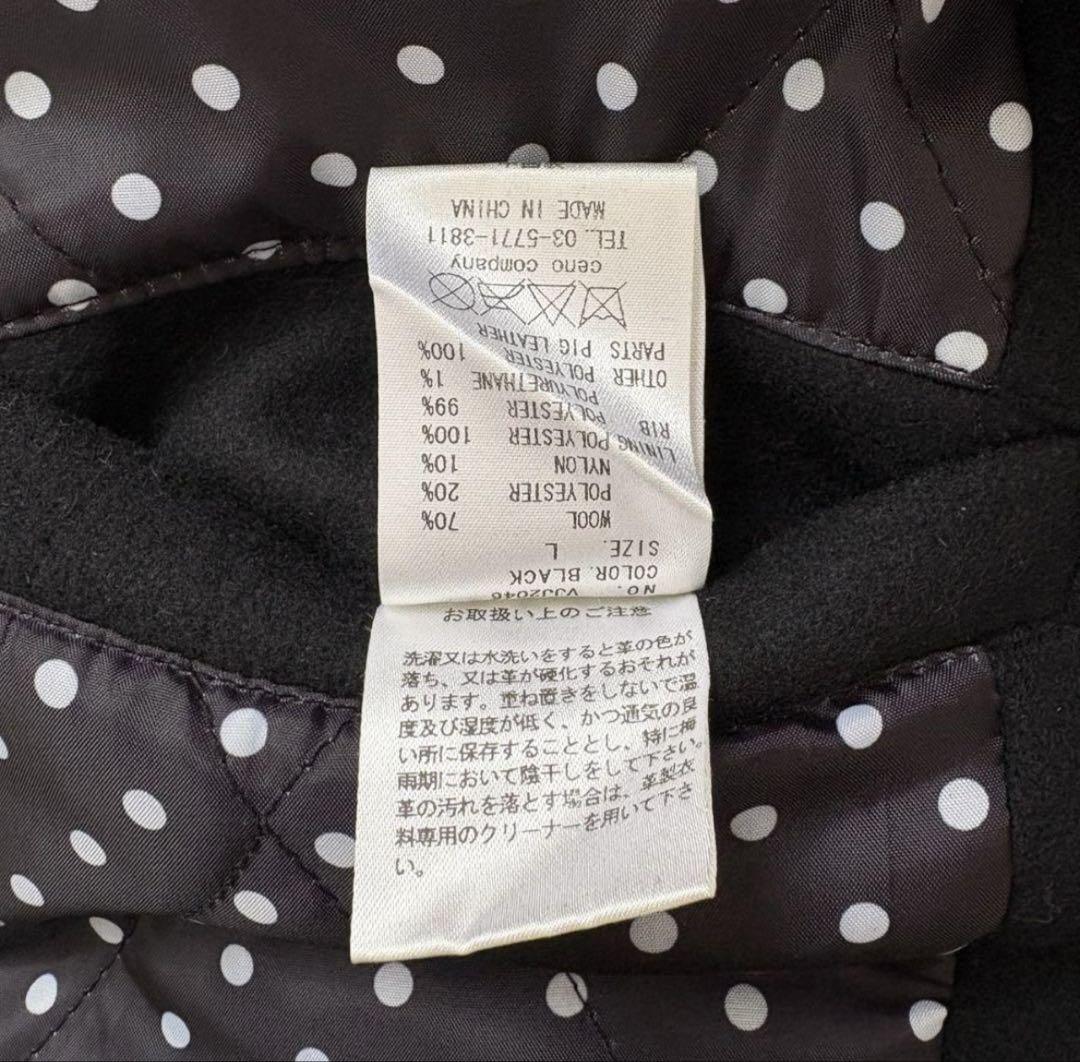 NO. VJJ2046
COLOR. BLACK
SIZE. L
WOOL 70%
POLYESTER 20%
NYLON 10%
LINING POLYESTER 100%
RIB POLYESTER 99%
POLYURETHANE 1%
OTHER POLYESTER 100%
PARTS PIG LEATHER
ceno company
TEL. 03-5771-3811
MADE IN CHINA
お取扱い上のご注意
洗濯又は水洗いをすると革の色が
落ち、又は革が硬化するおそれが
あります。重ね置きをしないで温
度及び湿度が低く、かつ通気の良
い所に保存することとし、特に梅
雨期において陰干しをして下さい。
革の汚れを落とす場合は、革製衣
料専用のクリーナーを用いて下さ
い。